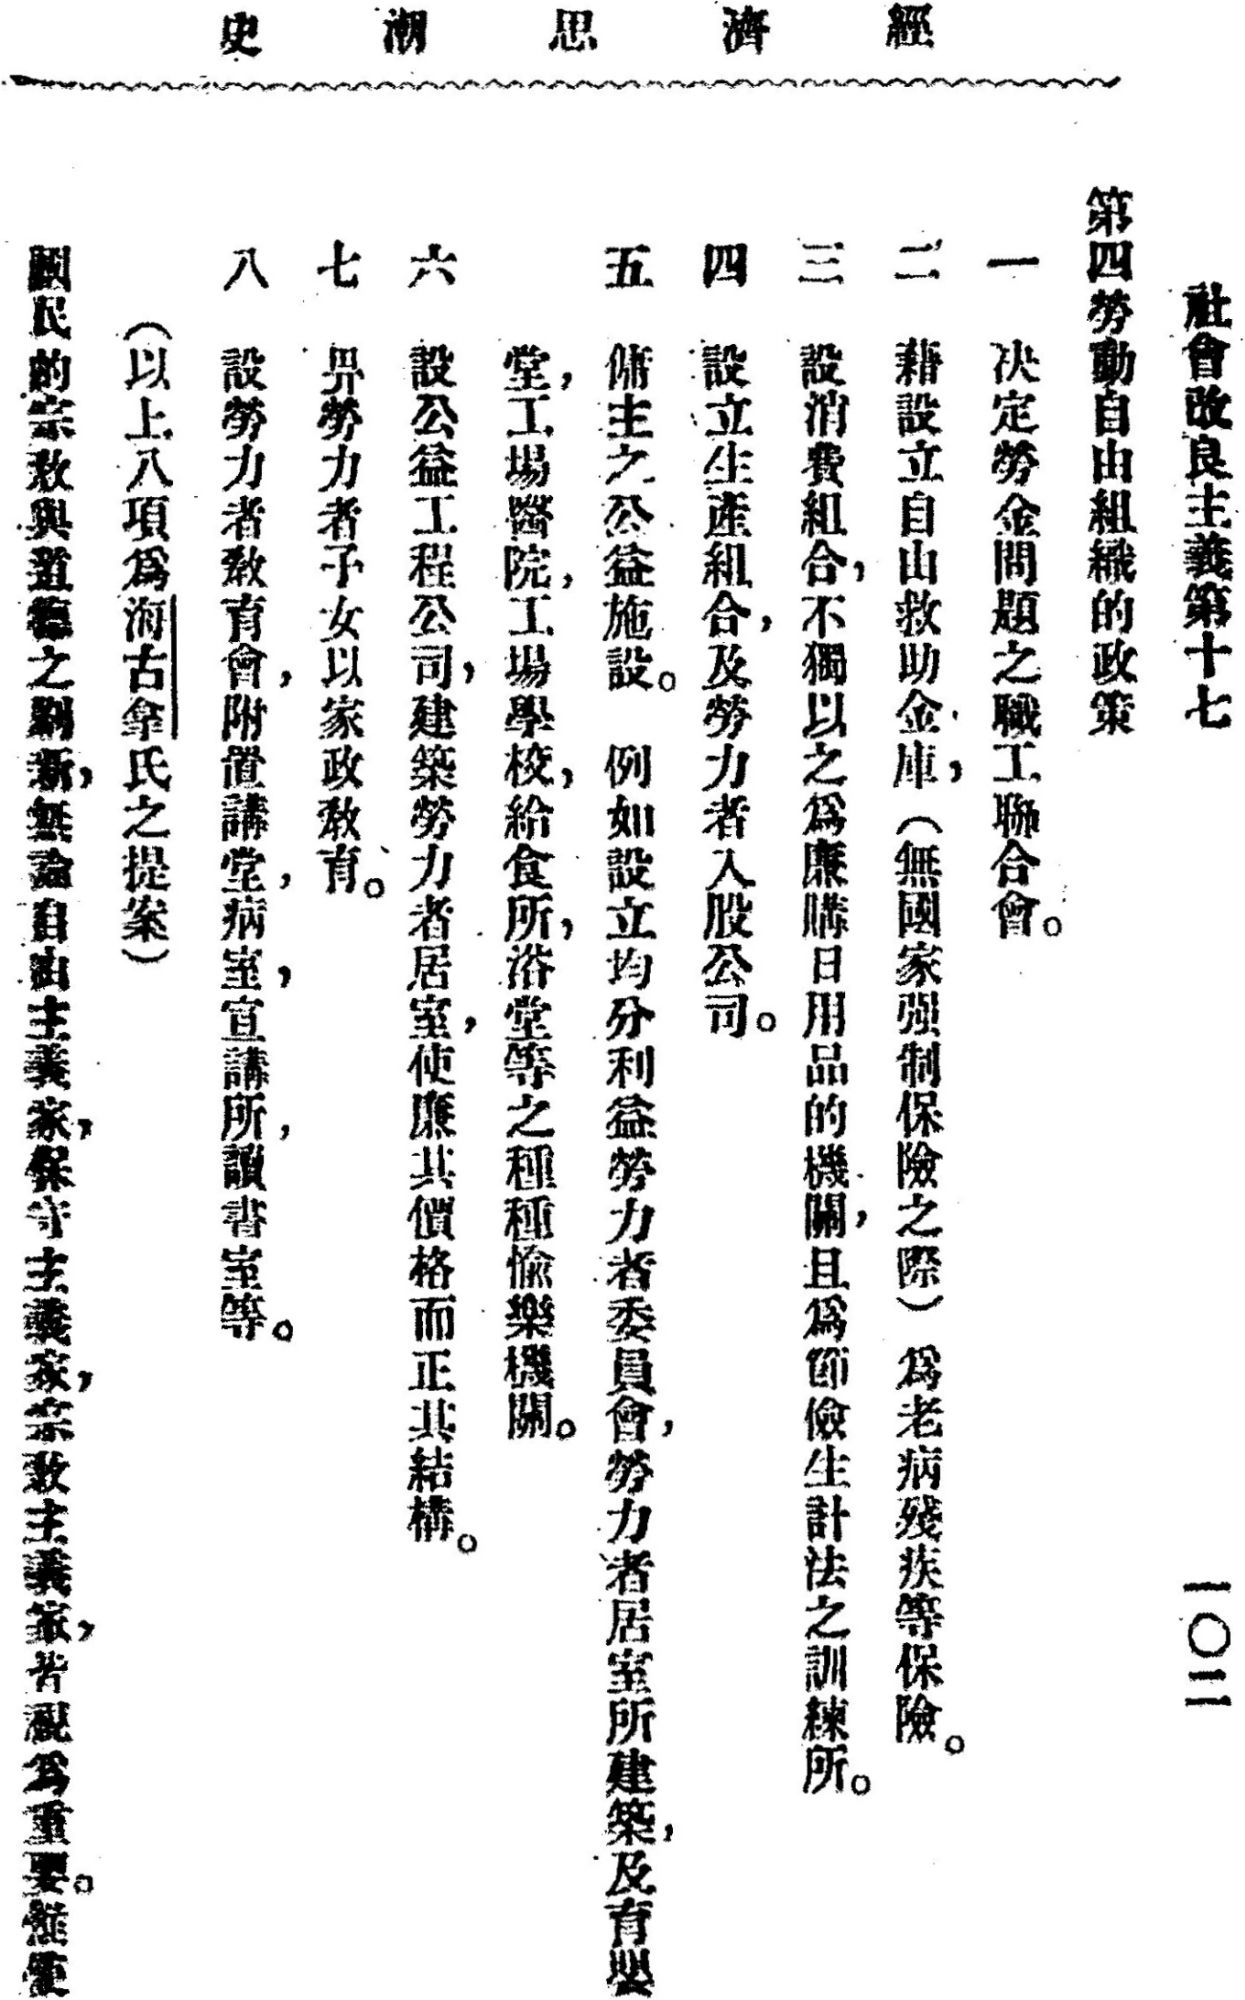 經濟思潮史
社會改良主義第十七
一〇二
第四勞動自由組織的政策
一 决定勞金問題之職工聯合會。
二 藉設立自由救助金庫，（無國家强制保險之際）爲老病殘疾等保險。
三 設消費組合，不獨以之爲廉購日用品的機關，且爲節儉生計法之訓練所。
四 設立生產組合，及勞力者入股公司。
五 傭主之公益施設。 例如設立均分利益勞力者委員會，勞力者居室所建築，及育嬰
堂，工場醫院，工場學校，給食所，浴堂等之種種愉樂機關。
六 設公益工程公司，建築勞力者居室，使廉其價格而正其結構。
七 畀勞力者子女以家政敎育。
八 設勞力者敎育會，附置講堂，病室，宣講所，讀書室等。
（以上八項爲海古拿氏之提案）
國民的宗敎與道德之刷新，無論自由主義家，保守主義家，宗敎主義家，皆視爲重要。